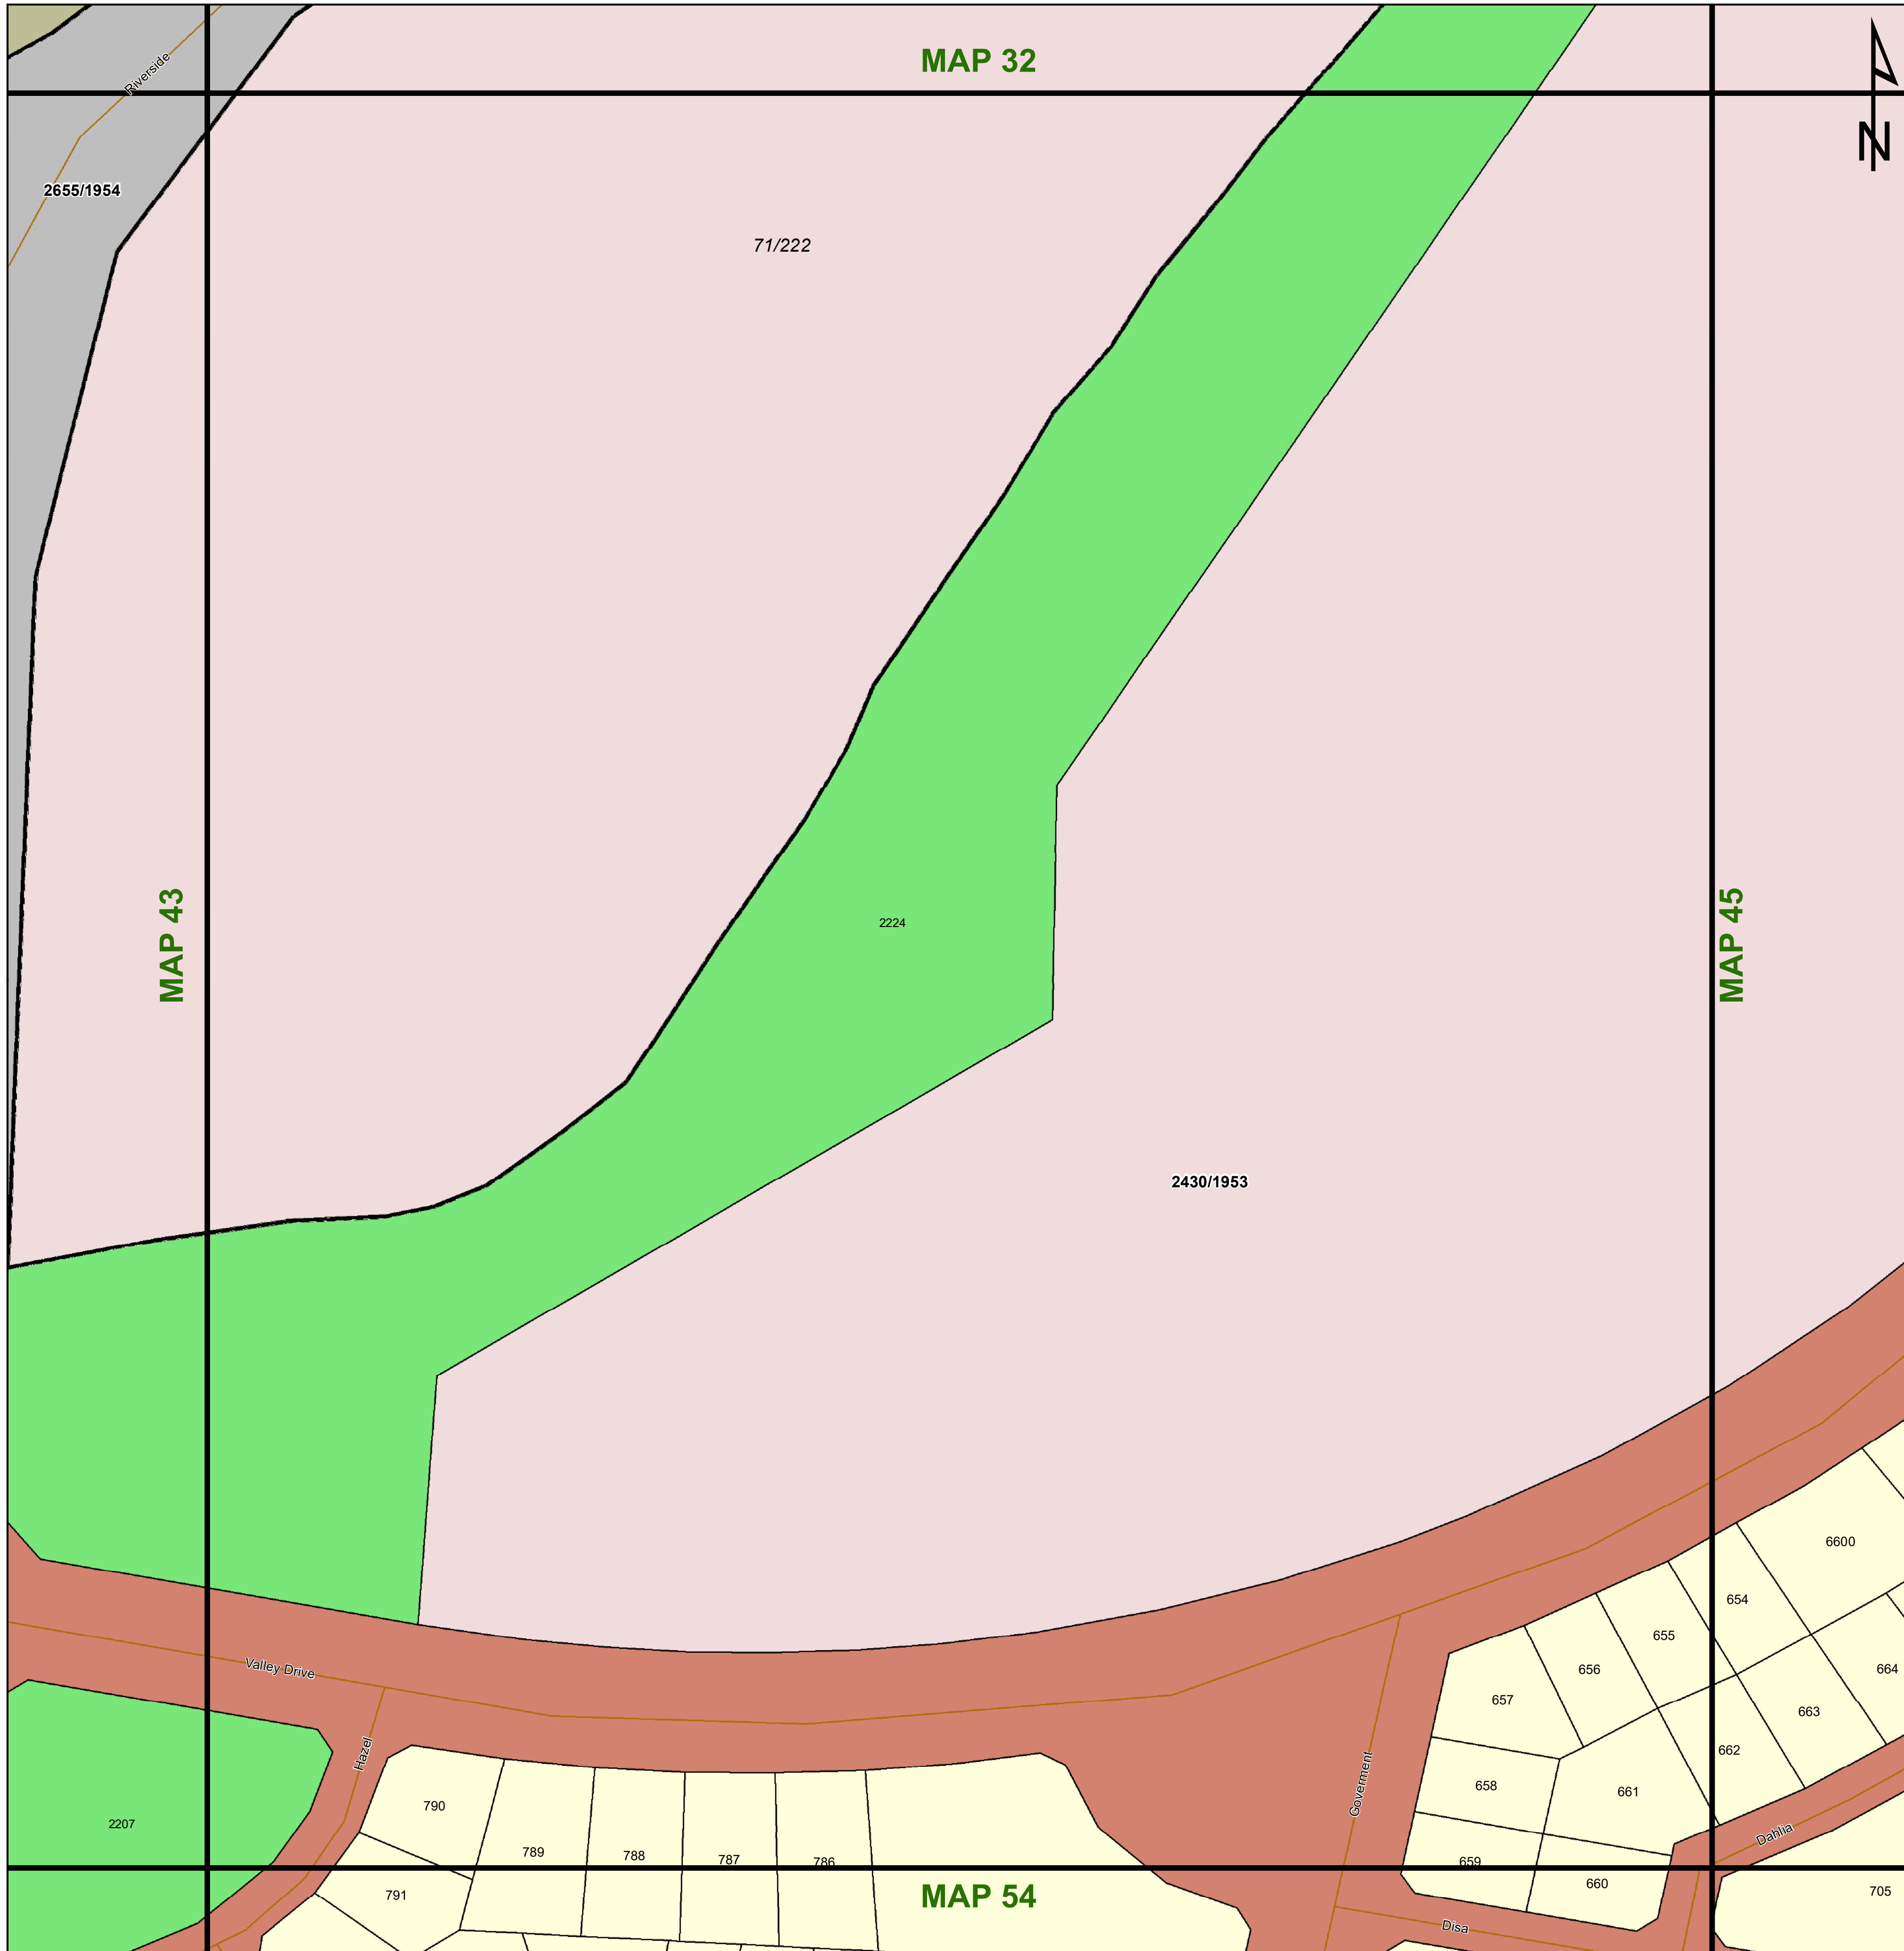 MAP 32
Riverside
N
2655/1954
71/222
MAP 43
MAP 45
2224
2430/1953
6600
654
655
656
664
657
663
662
658
661
Valley Drive
Hazel
Goverment
790
2207
Dahlia
789
788
787
786
659
660
705
791
MAP 54
Disa